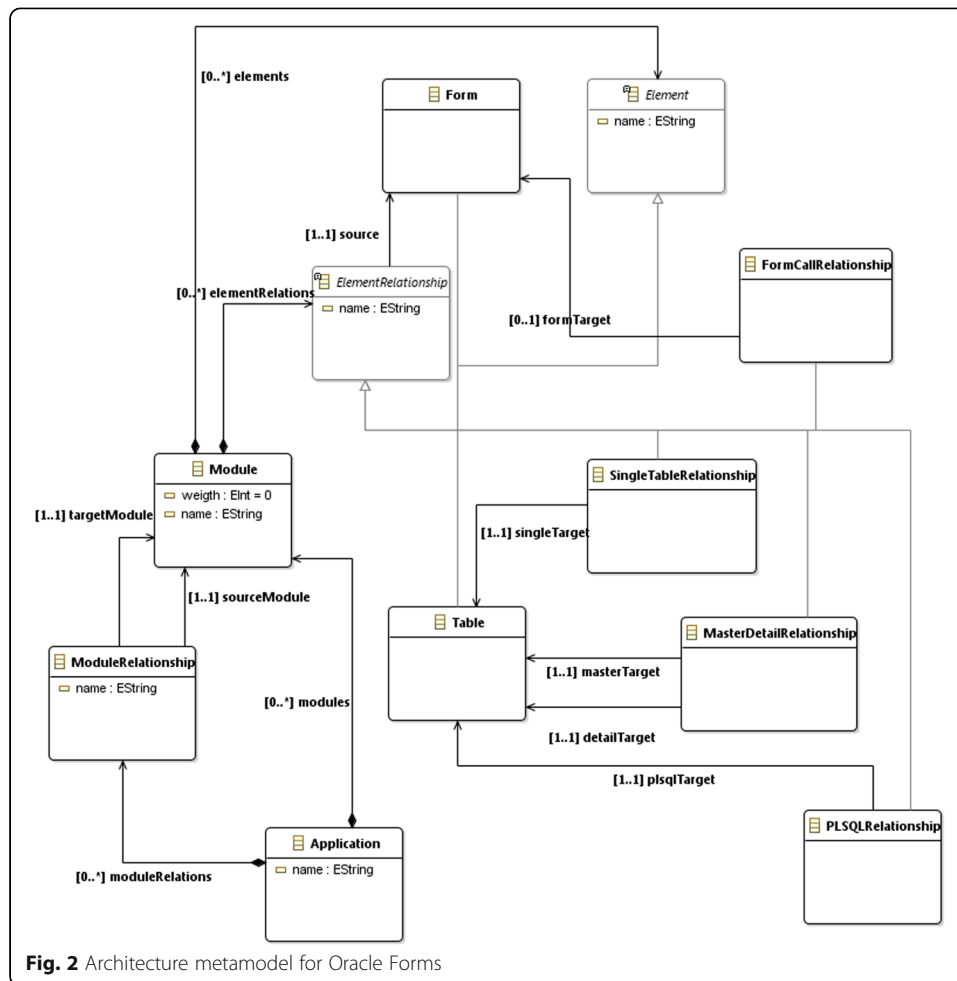 [0..*] elements
Form
Element
name : EString
[1..1] source
ElementRelationship
name : EString
[0..*] elementRelations
FormCallRelationship
[0..1] formTarget
Module
weigth : EInt = 0
name : EString
[1..1] targetModule
SingleTableRelationship
[1..1] singleTarget
[1..1] sourceModule
Table
MasterDetailRelationship
ModuleRelationship
name : EString
[1..1] masterTarget
[0..*] modules
[1..1] detailTarget
[1..1] plsqlTarget
PLSQLRelationship
Application
name : EString
[0..*] moduleRelations
Fig. 2 Architecture metamodel for Oracle Forms